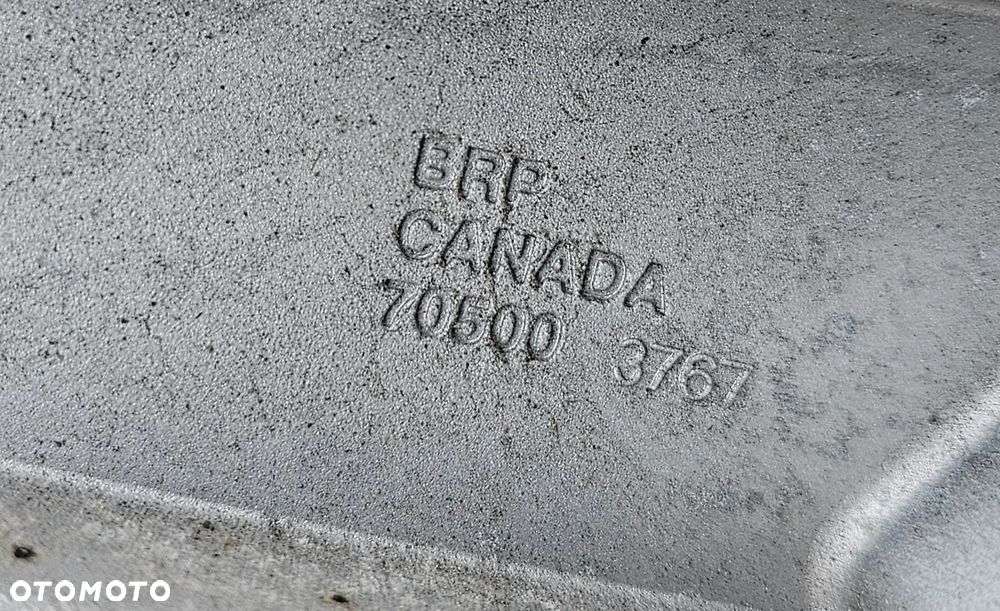 BRP
CANADA
70500 3767
OTOMOTO